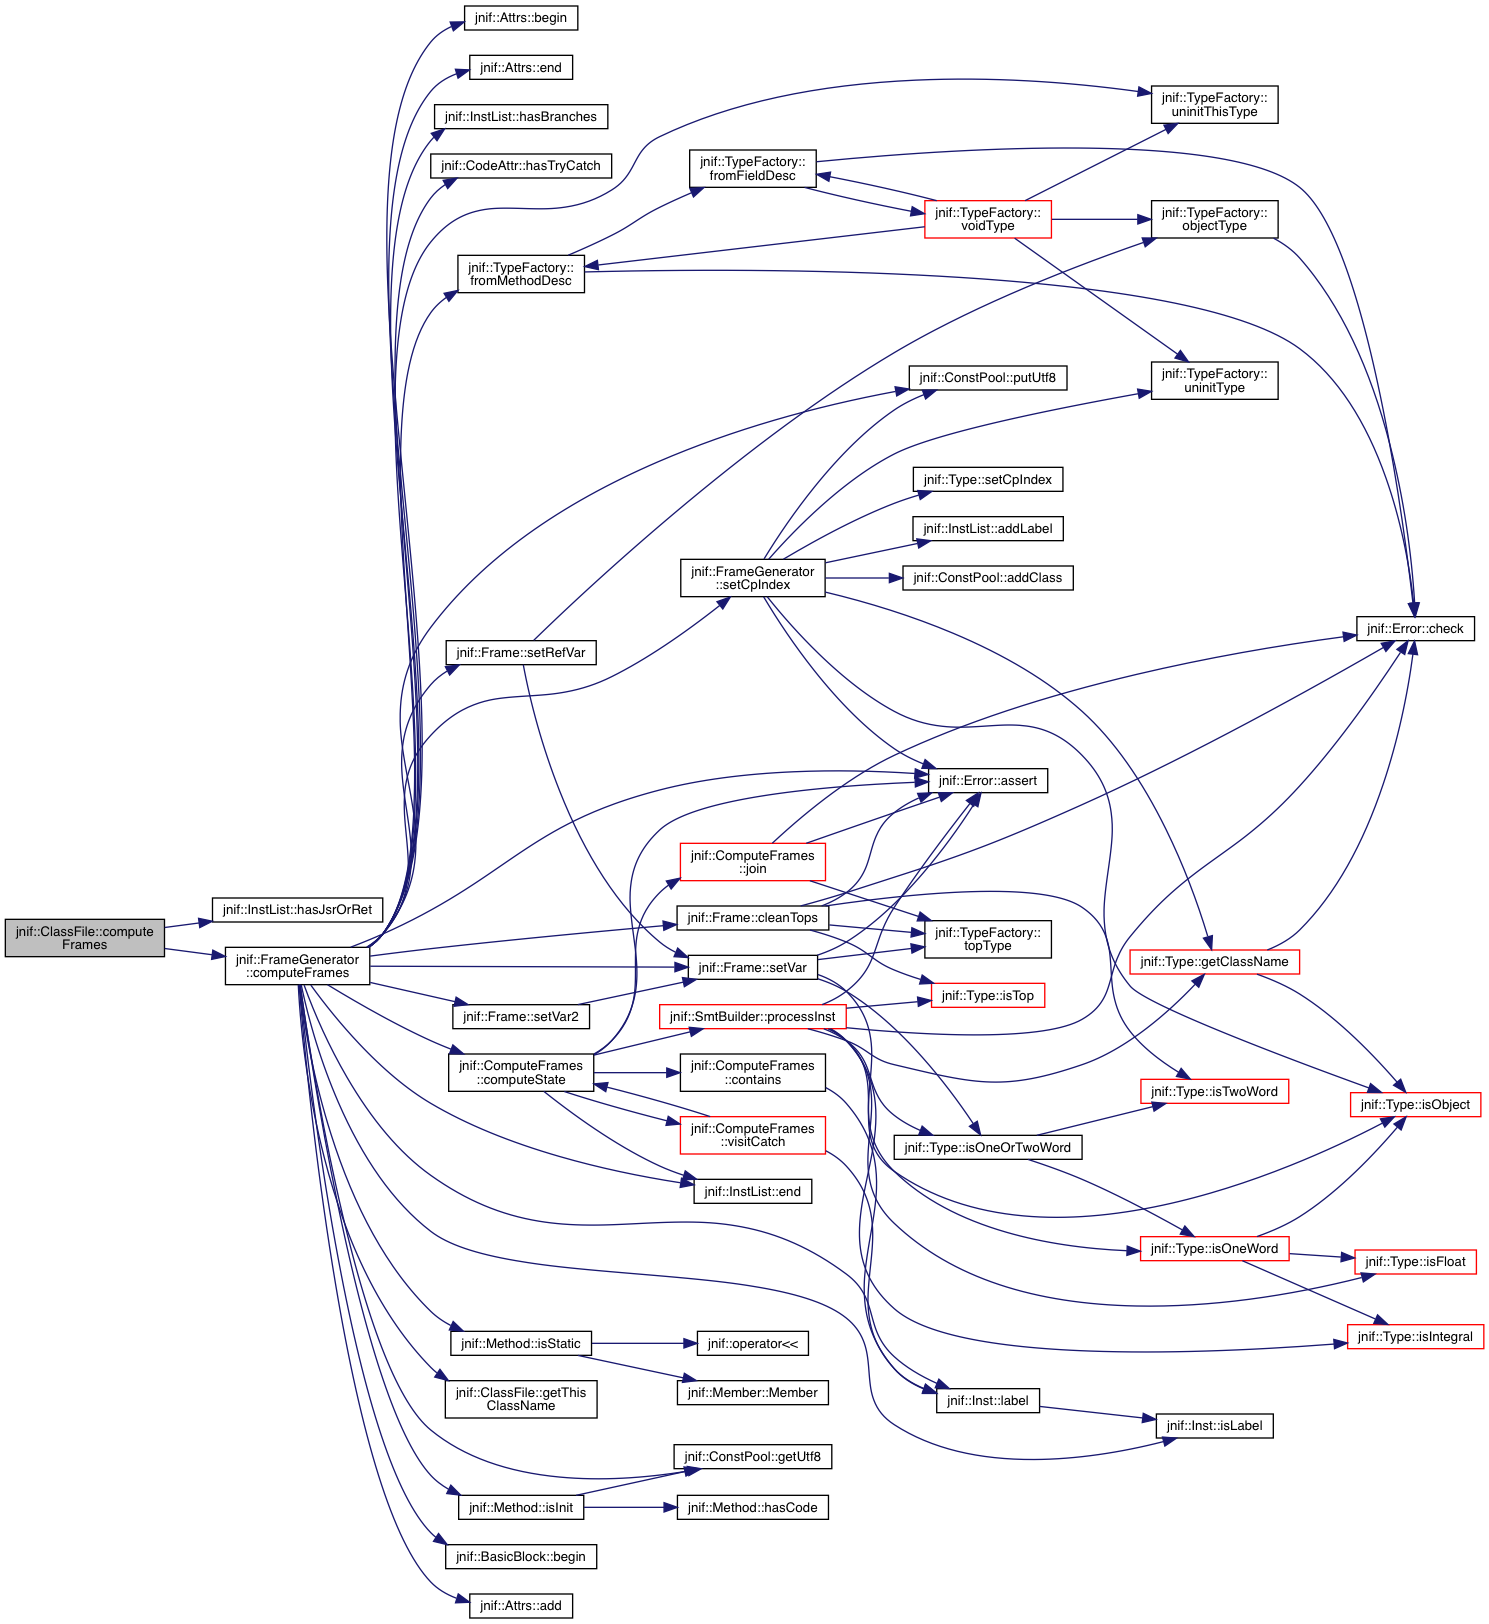 jnif::Attrs::begin
jnif::Attrs::end
jnif::InstList::hasBranches
jnif::CodeAttr::hasTryCatch
jnif::TypeFactory::
uninitThisType
jnif::TypeFactory::
fromFieldDesc
jnif::TypeFactory::
voidType
jnif::TypeFactory::
objectType
jnif::TypeFactory::
fromMethodDesc
jnif::ConstPool::putUtf8
jnif::TypeFactory::
uninitType
jnif::Type::setCpIndex
jnif::InstList::addLabel
jnif::FrameGenerator
::setCpIndex
jnif::ConstPool::addClass
jnif::Error::check
jnif::Frame::setRefVar
jnif::Error::assert
jnif::ComputeFrames
::join
jnif::InstList::hasJsrOrRet
jnif::Frame::cleanTops
jnif::ClassFile::compute
Frames
jnif::TypeFactory::
topType
jnif::FrameGenerator
::computeFrames
jnif::Frame::setVar
jnif::Type::getClassName
jnif::Type::isTop
jnif::Frame::setVar2
jnif::SmtBuilder::processInst
jnif::ComputeFrames
::computeState
jnif::ComputeFrames
::contains
jnif::Type::isTwoWord
jnif::Type::isObject
jnif::ComputeFrames
::visitCatch
jnif::Type::isOneOrTwoWord
jnif::InstList::end
jnif::Type::isOneWord
jnif::Type::isFloat
jnif::Type::isIntegral
jnif::Method::isStatic
jnif::operator<<
jnif::ClassFile::getThis
ClassName
jnif::Member::Member
jnif::Inst::label
jnif::Inst::isLabel
jnif::ConstPool::getUtf8
jnif::Method::isInit
jnif::Method::hasCode
jnif::BasicBlock::begin
jnif::Attrs::add